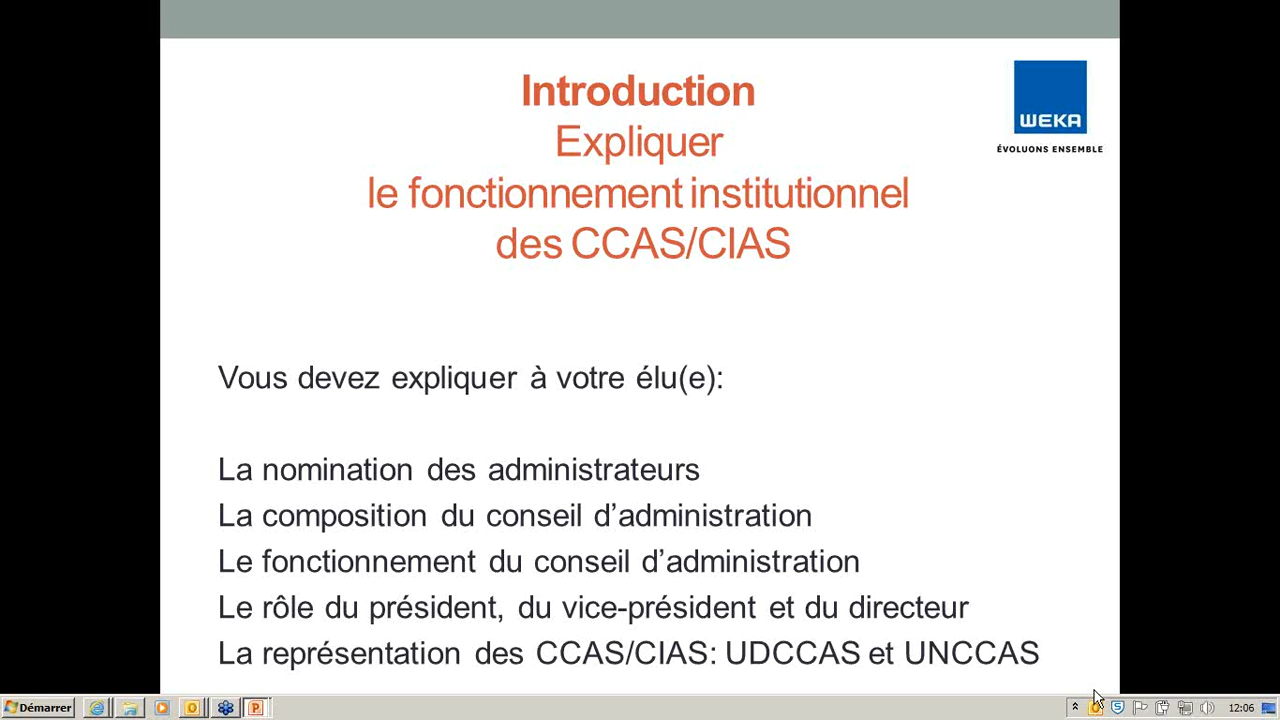 Introduction
Expliquer
le fonctionnement institutionnel
des CCAS/CIAS
WEKA
ÉVOLUONS ENSEMBLE
Vous devez expliquer à votre élu(e):
La nomination des administrateurs
La composition du conseil d’administration
Le fonctionnement du conseil d’administration
Le rôle du président, du vice-président et du directeur
La représentation des CCAS/CIAS: UDCCAS et UNCCAS
Démarrer
12:06